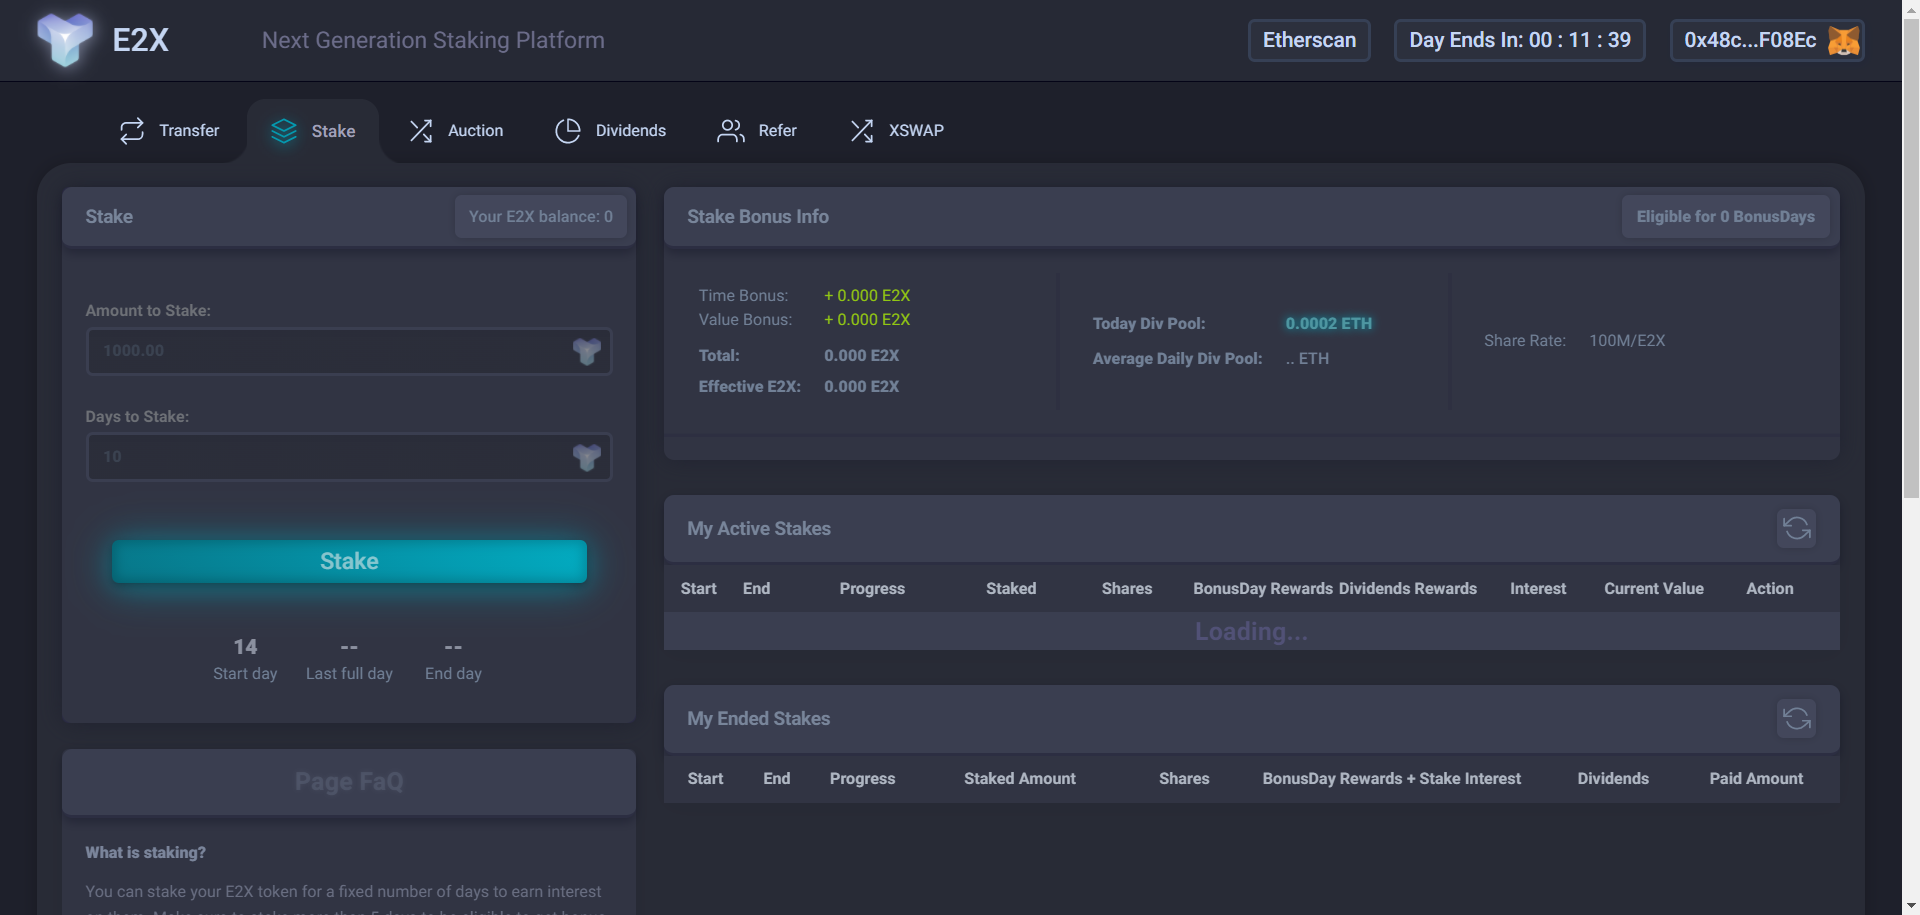 E2X
Next Generation Staking Platform
Etherscan
Day Ends In: 00 : 11 : 39
0x48c...F08Ec
Transfer
Stake
Auction
Dividends
Refer
XSWAP
Stake
Your E2X balance: 0
Amount to Stake:
1000.00
Days to Stake:
10
Stake
14 -- --
Start day Last full day End day
Page FaQ
What is staking?
You can stake your E2X token for a fixed number of days to earn interest
Stake Bonus Info
Eligible for 0 BonusDays
Time Bonus: + 0.000 E2X
Value Bonus: + 0.000 E2X
Total: 0.000 E2X
Effective E2X: 0.000 E2X
Today Div Pool: 0.0002 ETH
Average Daily Div Pool: .. ETH
Share Rate: 100M/E2X
My Active Stakes
Start End Progress Staked Shares BonusDay Rewards Dividends Rewards Interest Current Value Action
Loading...
My Ended Stakes
Start End Progress Staked Amount Shares BonusDay Rewards + Stake Interest Dividends Paid Amount